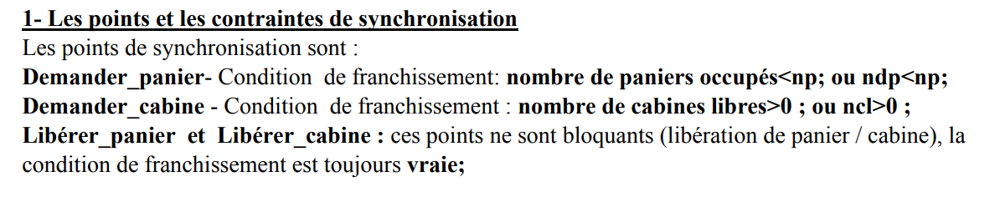 1- Les points et les contraintes de synchronisation
Les points de synchronisation sont :
Demander_panier- Condition de franchissement: nombre de paniers occupés<np; ou ndp<np;
Demander_cabine - Condition de franchissement : nombre de cabines libres>0 ; ou ncl>0 ;
Libérer_panier et Libérer_cabine : ces points ne sont bloquants (libération de panier / cabine), la
condition de franchissement est toujours vraie;